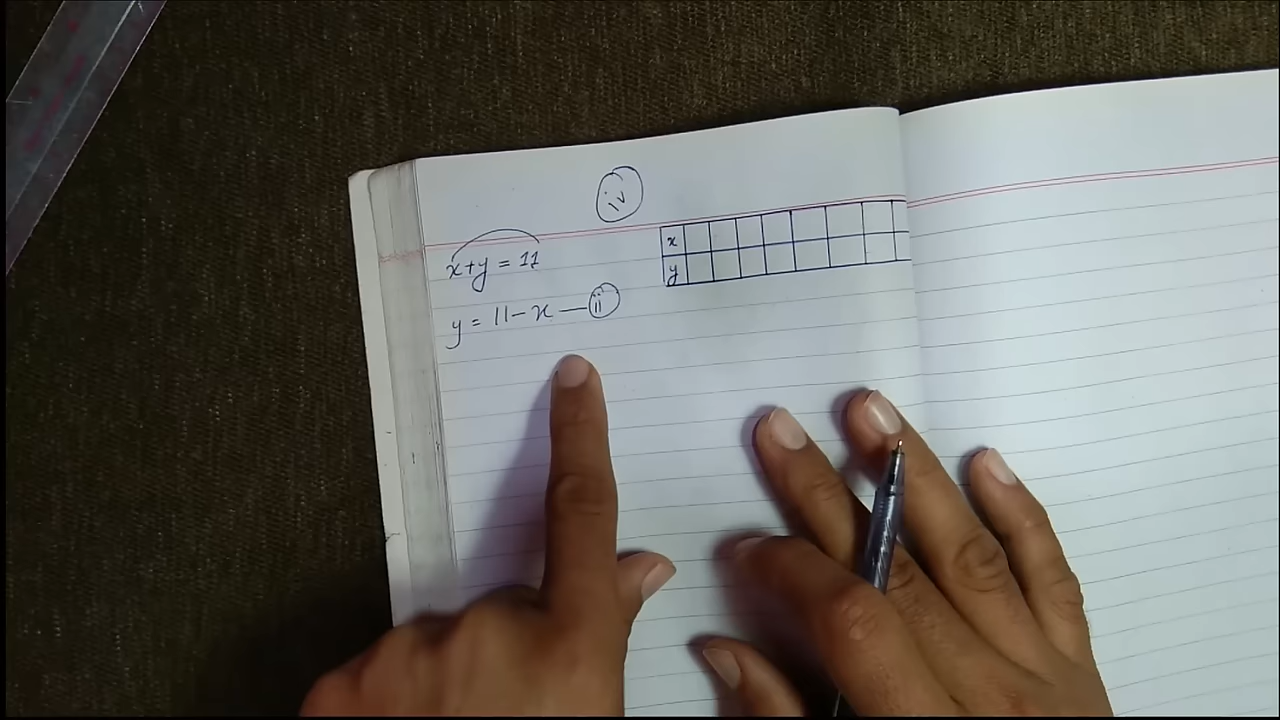 iv
x+y = 11
y = 11 - x — ii
x
y